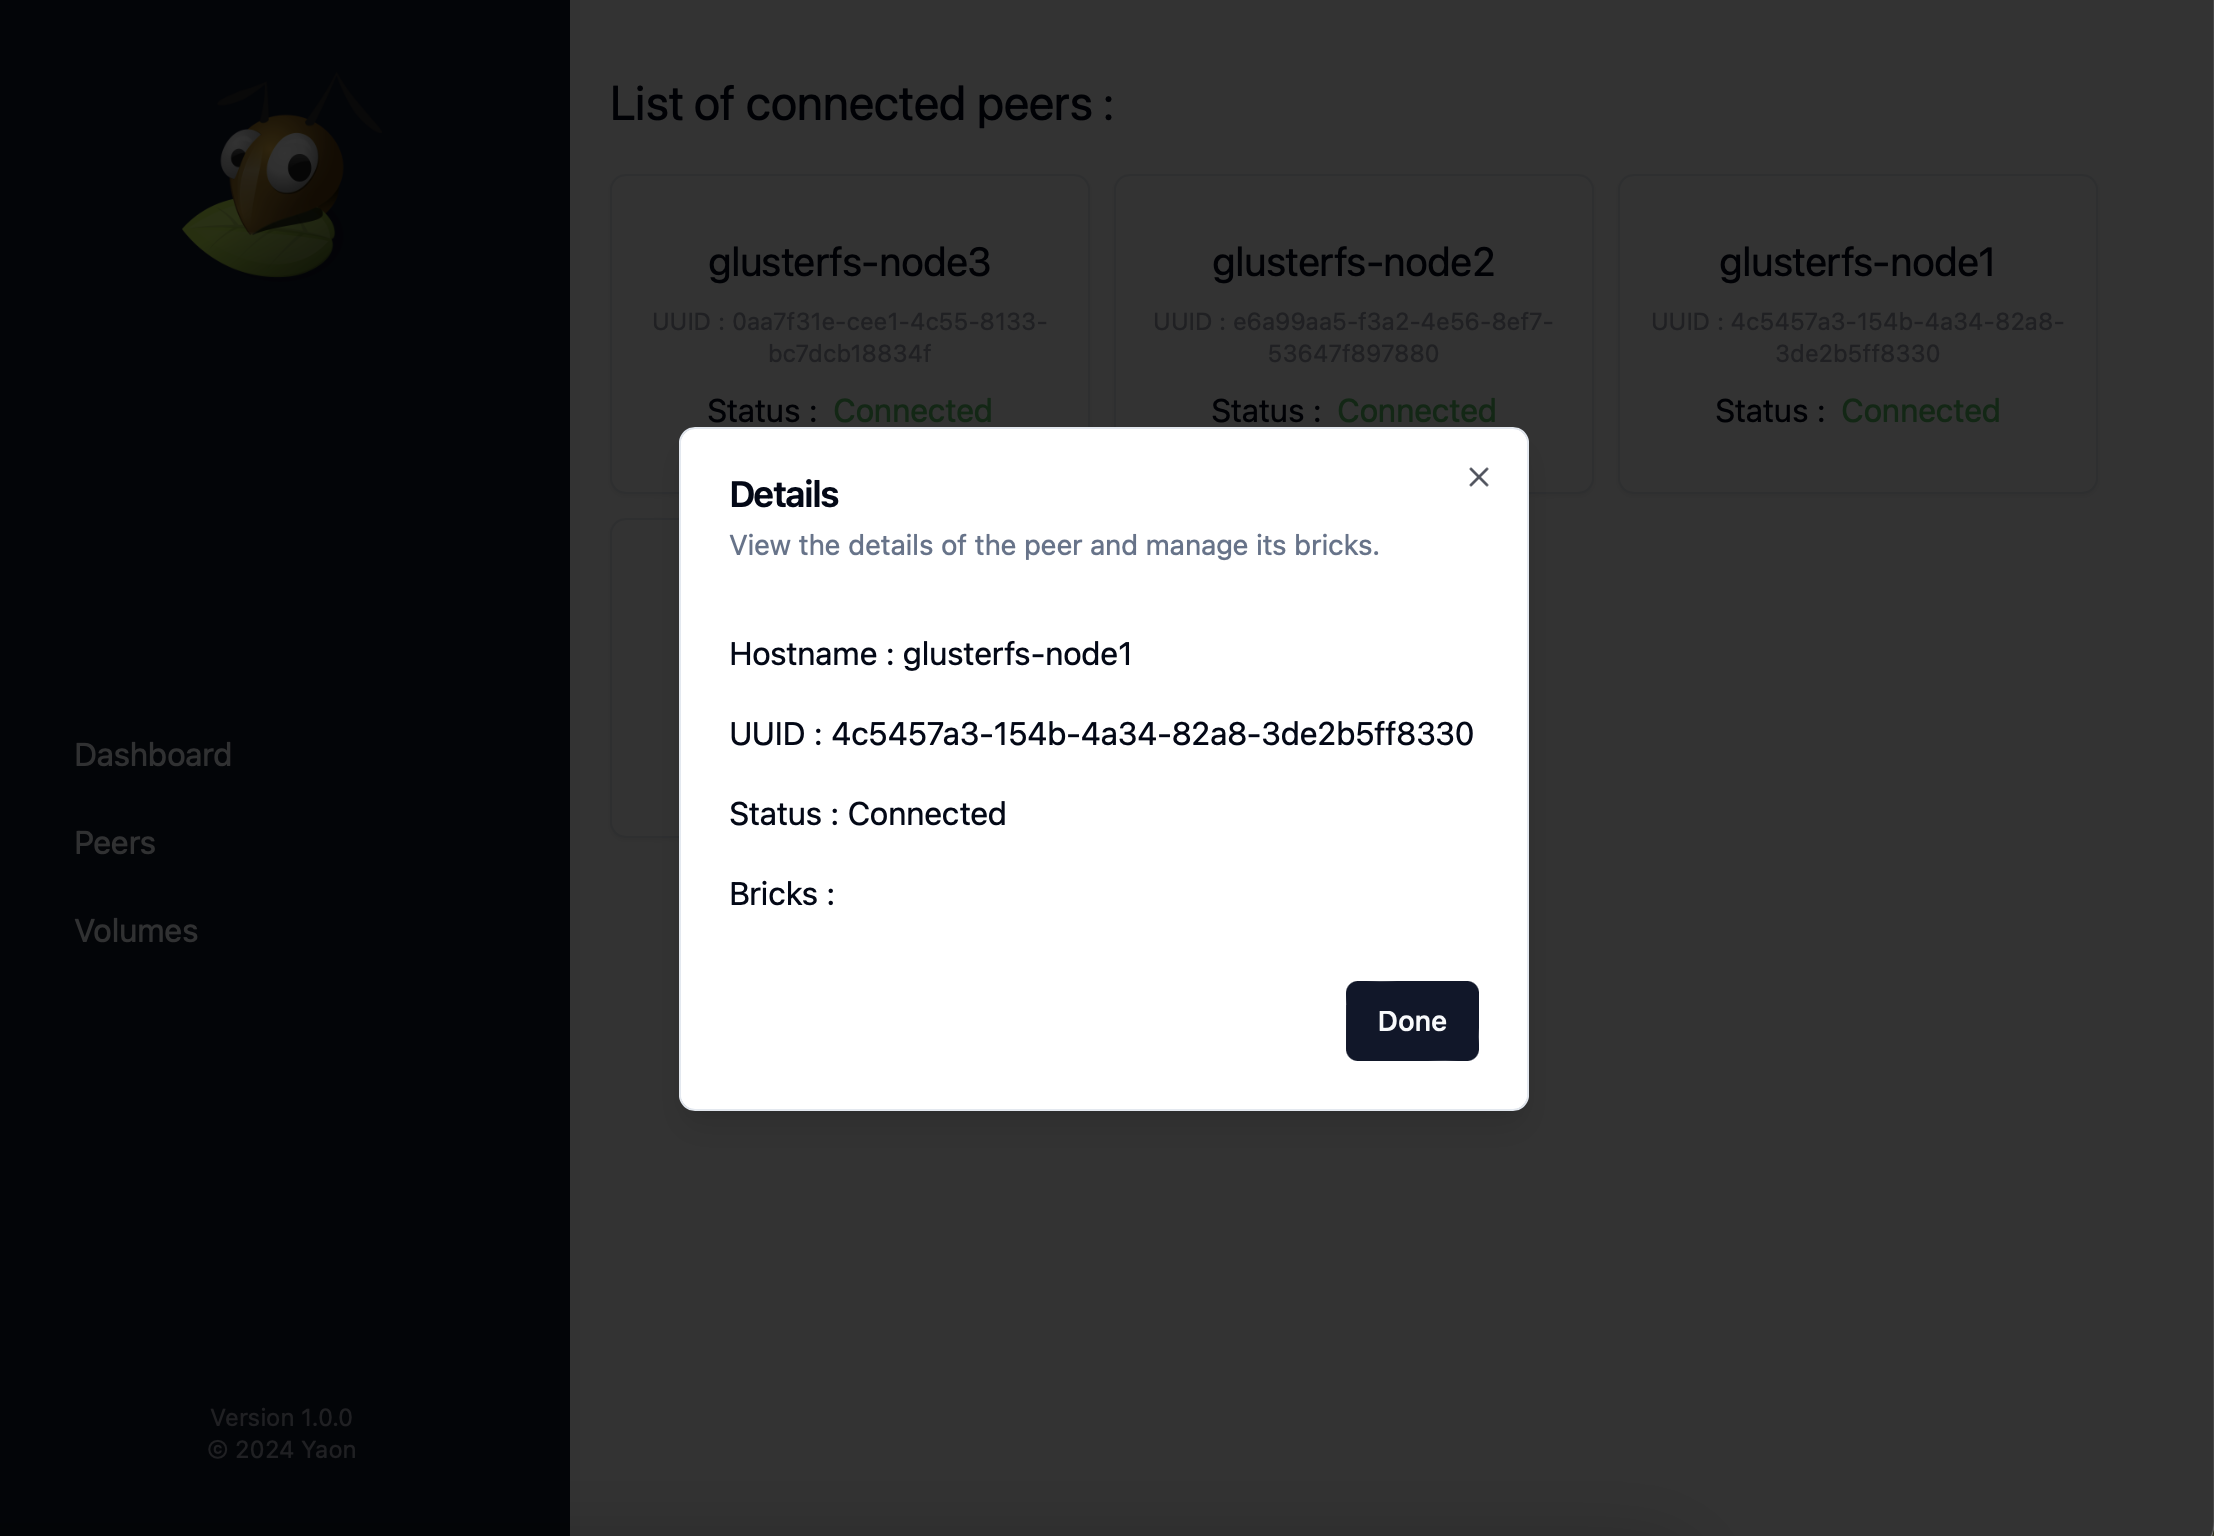 List of connected peers :
glusterfs-node3
UUID : 0aa7f31e-cee1-4c55-8133-
bc7dcb18834f
Status : Connected
glusterfs-node2
UUID : e6a99aa5-f3a2-4e56-8ef7-
53647f897880
Status : Connected
glusterfs-node1
UUID : 4c5457a3-154b-4a34-82a8-
3de2b5ff8330
Status : Connected
Details
View the details of the peer and manage its bricks.
Hostname : glusterfs-node1
UUID : 4c5457a3-154b-4a34-82a8-3de2b5ff8330
Status : Connected
Bricks :
Done
Dashboard
Peers
Volumes
Version 1.0.0
© 2024 Yaon